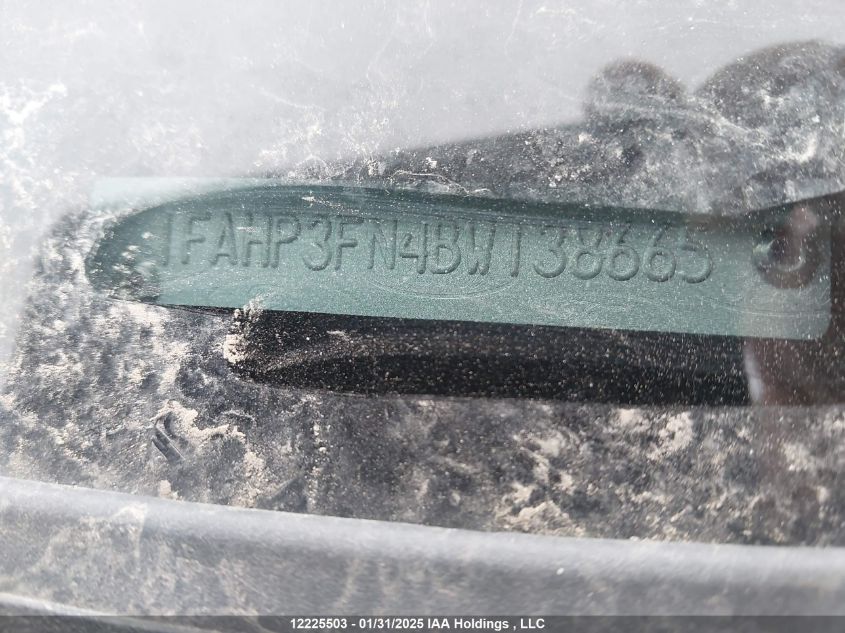 1FAHP3FN4BW138665
12225503 - 01/31/2025 IAA Holdings , LLC